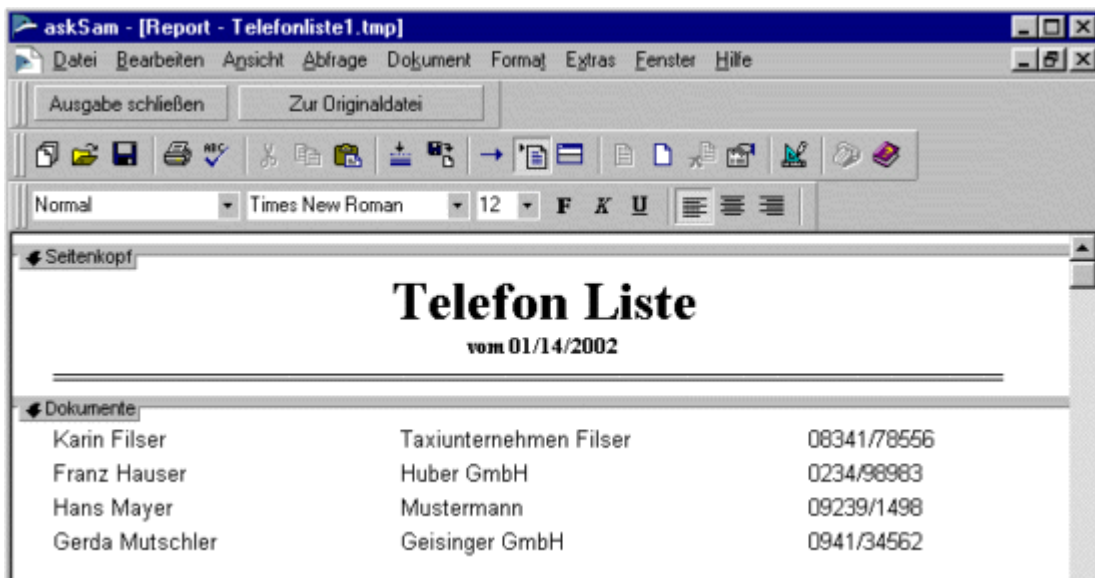 askSam - [Report - Telefonliste1.tmp]
Datei Bearbeiten Ansicht Abfrage Dokument Format Extras Fenster Hilfe
Ausgabe schließen Zur Originaldatei
ABC
Normal Times New Roman 12 F K U
Seitenkopf
Telefon Liste
vom 01/14/2002
Dokumente
Karin Filser Taxiunternehmen Filser 08341/78556
Franz Hauser Huber GmbH 0234/98983
Hans Mayer Mustermann 09239/1498
Gerda Mutschler Geisinger GmbH 0941/34562